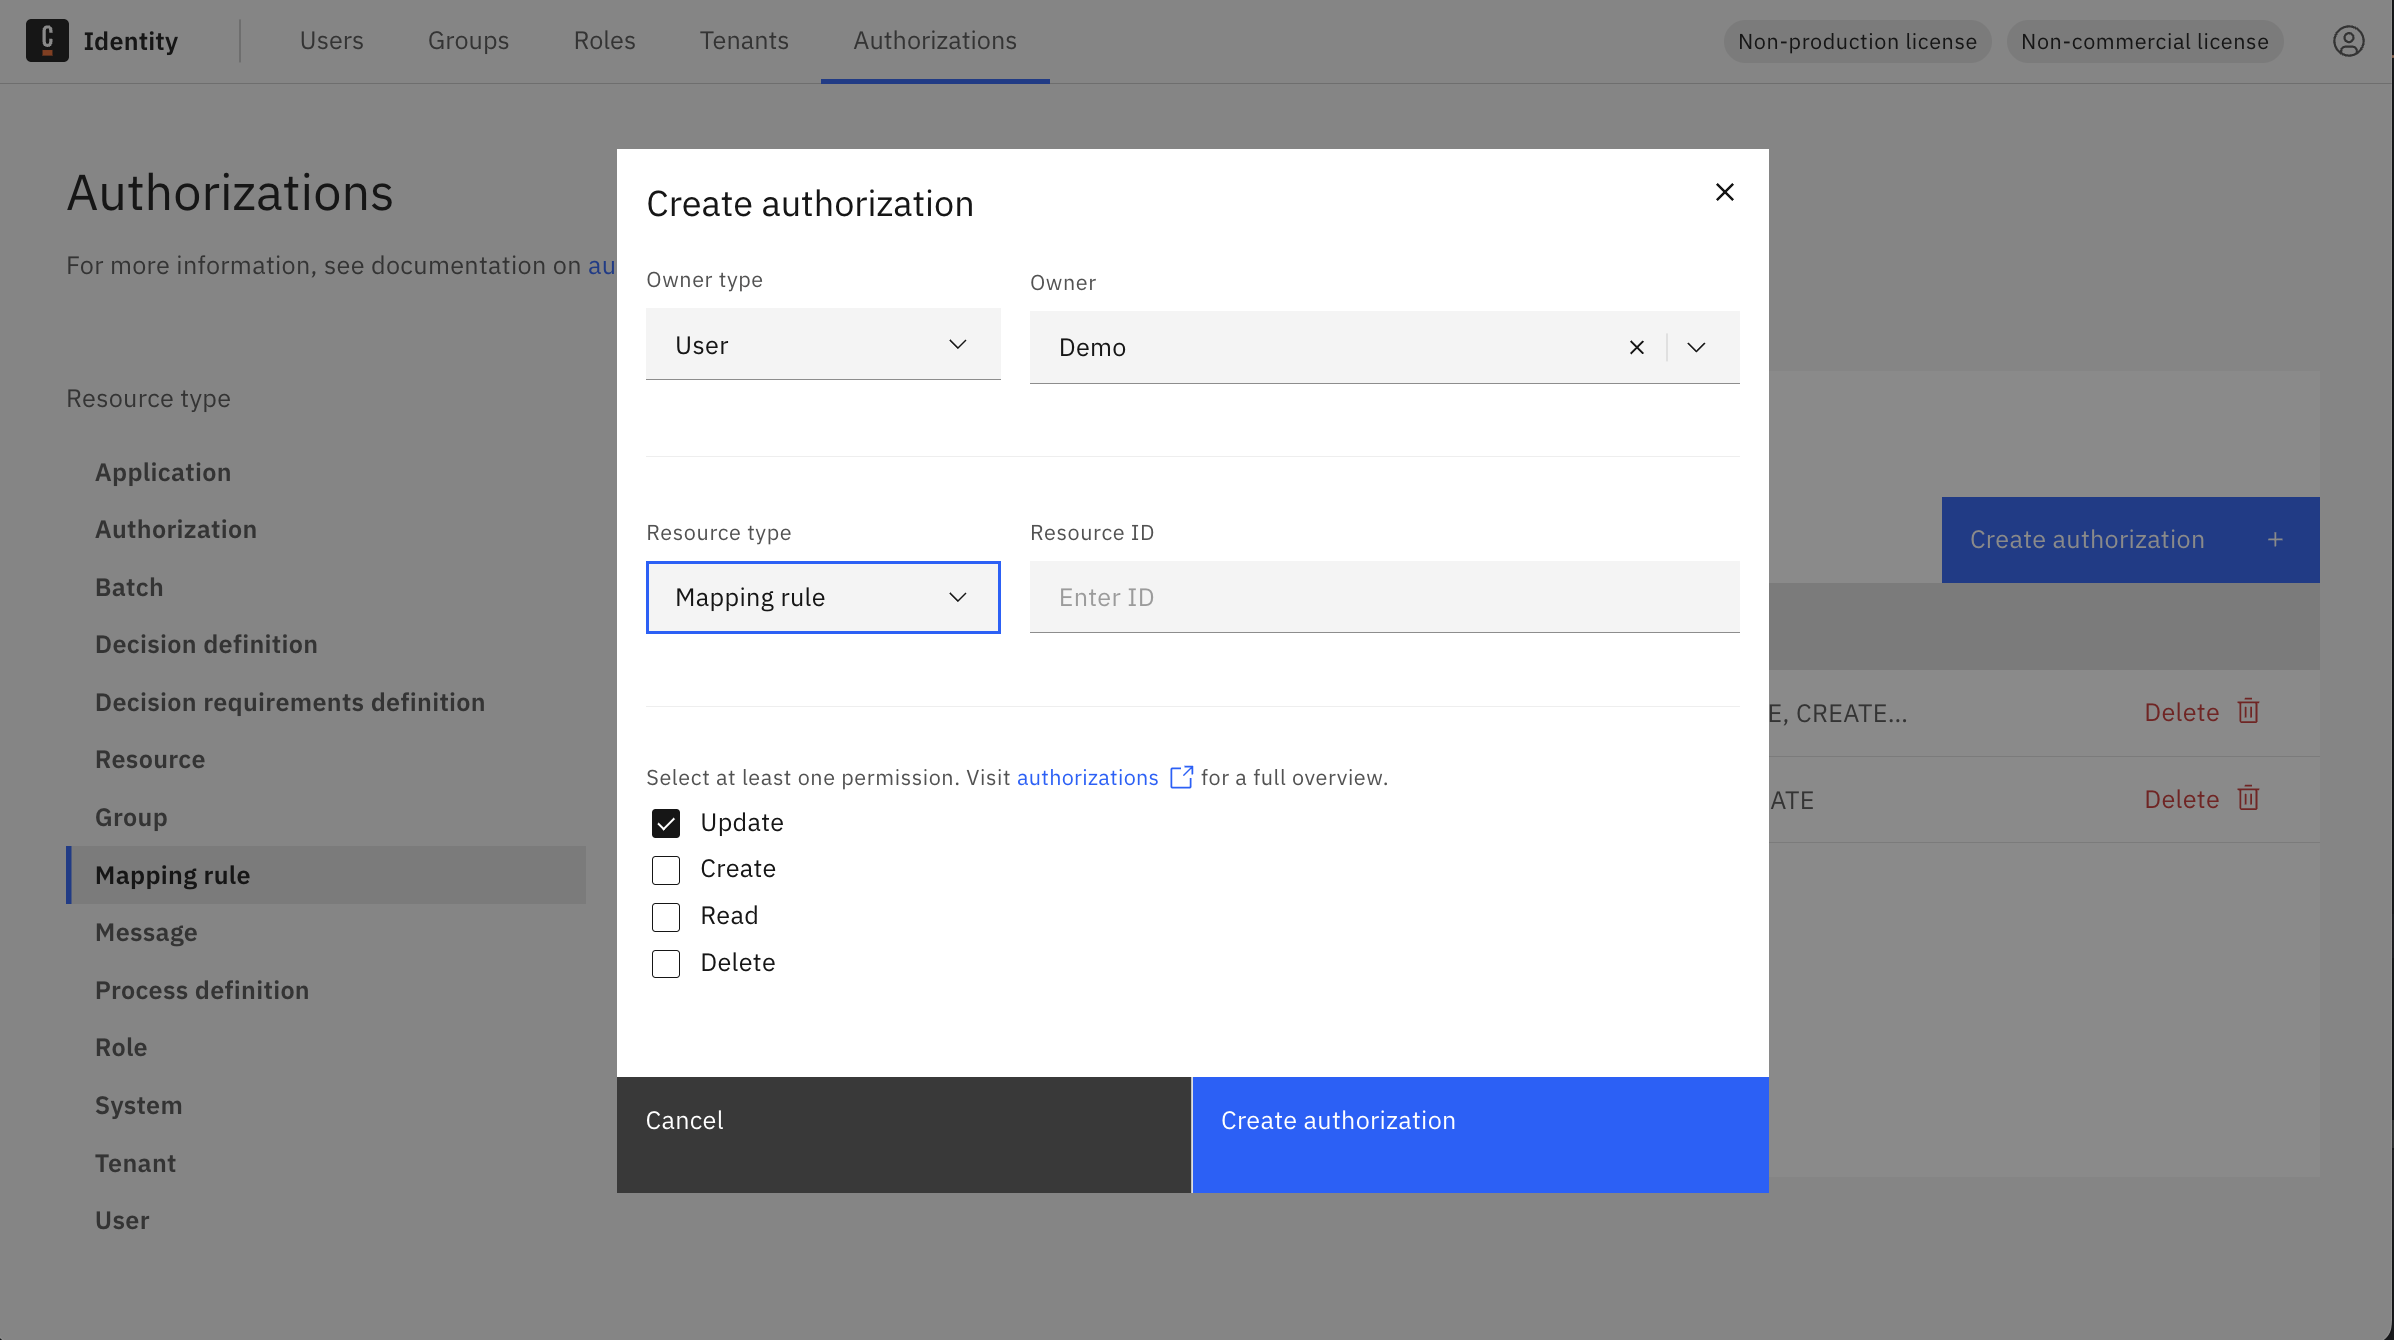 C Identity Users Groups Roles Tenants Authorizations Non-production license Non-commercial license
Authorizations
For more information, see documentation on
Resource type
Application
Authorization
Batch
Decision definition
Decision requirements definition
Resource
Group
Mapping rule
Message
Process definition
Role
System
Tenant
User
Create authorization
Owner type
User
Owner
Demo
Resource type
Mapping rule
Resource ID
Enter ID
Select at least one permission. Visit authorizations for a full overview.
Update
Create
Read
Delete
Cancel
Create authorization
Create authorization +
E, CREATE... Delete
ATE Delete